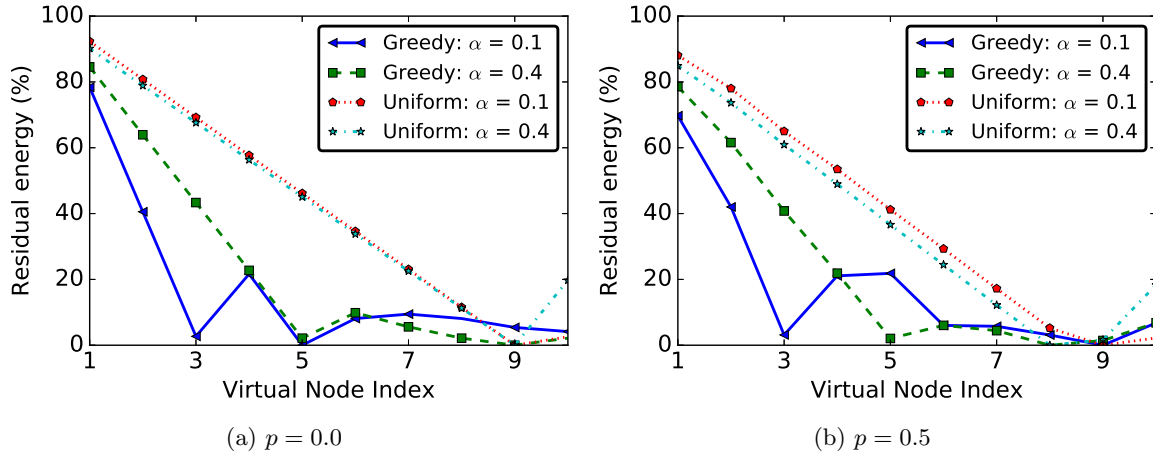 100
80
60
40
20
0
Residual energy (%)
1 3 5 7 9
Virtual Node Index
Greedy: α = 0.1
Greedy: α = 0.4
Uniform: α = 0.1
Uniform: α = 0.4
(a) p = 0.0
100
80
60
40
20
0
Residual energy (%)
1 3 5 7 9
Virtual Node Index
Greedy: α = 0.1
Greedy: α = 0.4
Uniform: α = 0.1
Uniform: α = 0.4
(b) p = 0.5